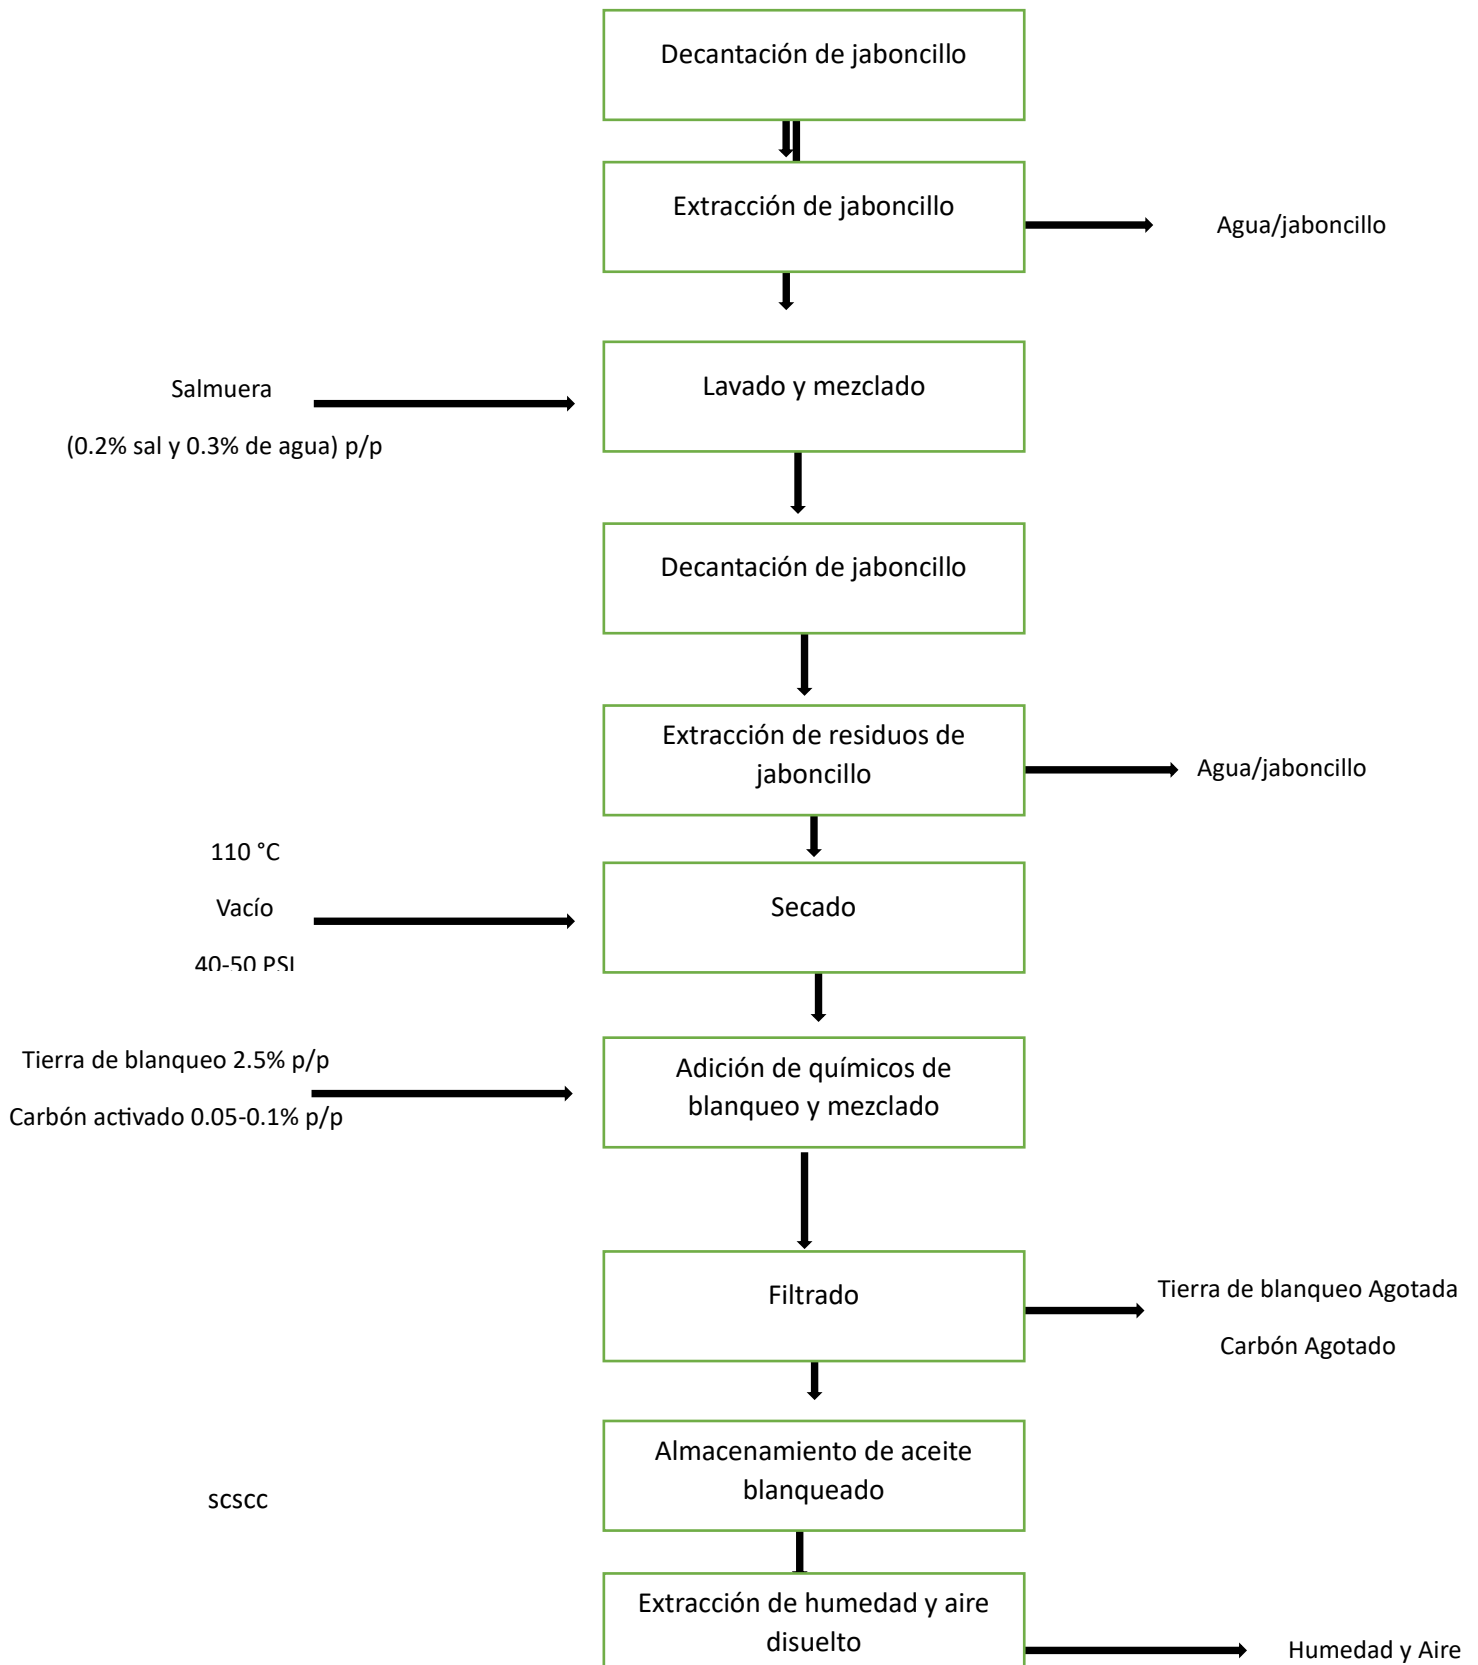 Decantación de jaboncillo
Extracción de jaboncillo
Agua/jaboncillo
Salmuera
(0.2% sal y 0.3% de agua) p/p
Lavado y mezclado
Decantación de jaboncillo
Extracción de residuos de
jaboncillo
Agua/jaboncillo
110 °C
Vacío
40-50 PSI
Secado
Tierra de blanqueo 2.5% p/p
Carbón activado 0.05-0.1% p/p
Adición de químicos de
blanqueo y mezclado
Filtrado
Tierra de blanqueo Agotada
Carbón Agotado
Almacenamiento de aceite
blanqueado
scscc
Extracción de humedad y aire
disuelto
Humedad y Aire